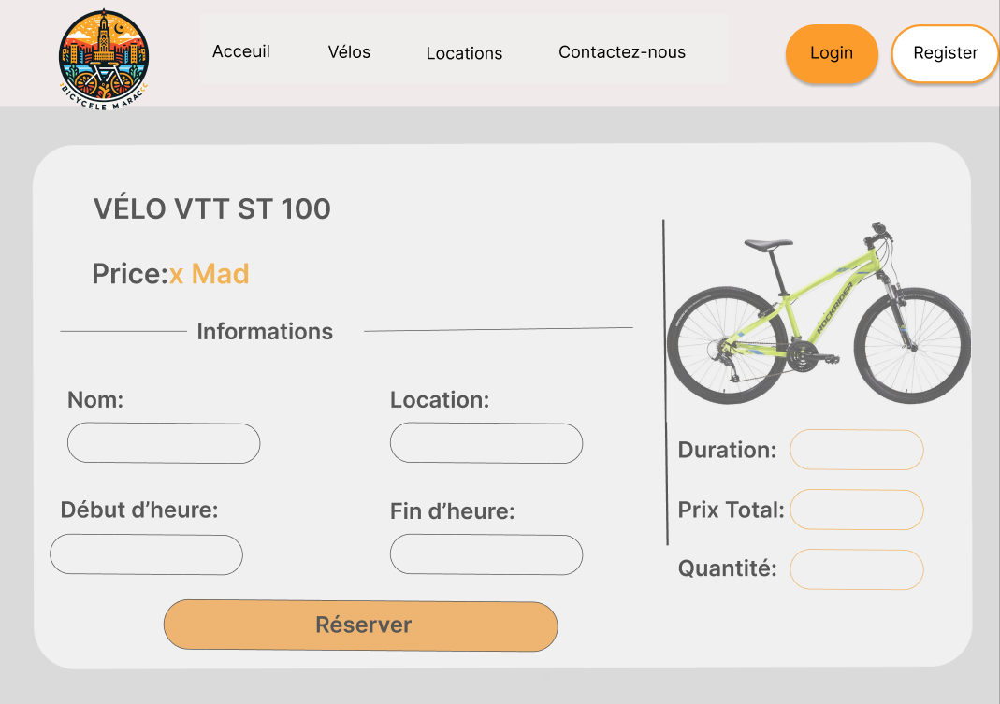 Acceuil
Vélos
Locations
Contactez-nous
Login
Register
BICYCELE MARAC
VÉLO VTT ST 100
Price:x Mad
Informations
Nom:
Location:
Début d’heure:
Fin d’heure:
Réserver
ROCKRIDER
Duration:
Prix Total:
Quantité: